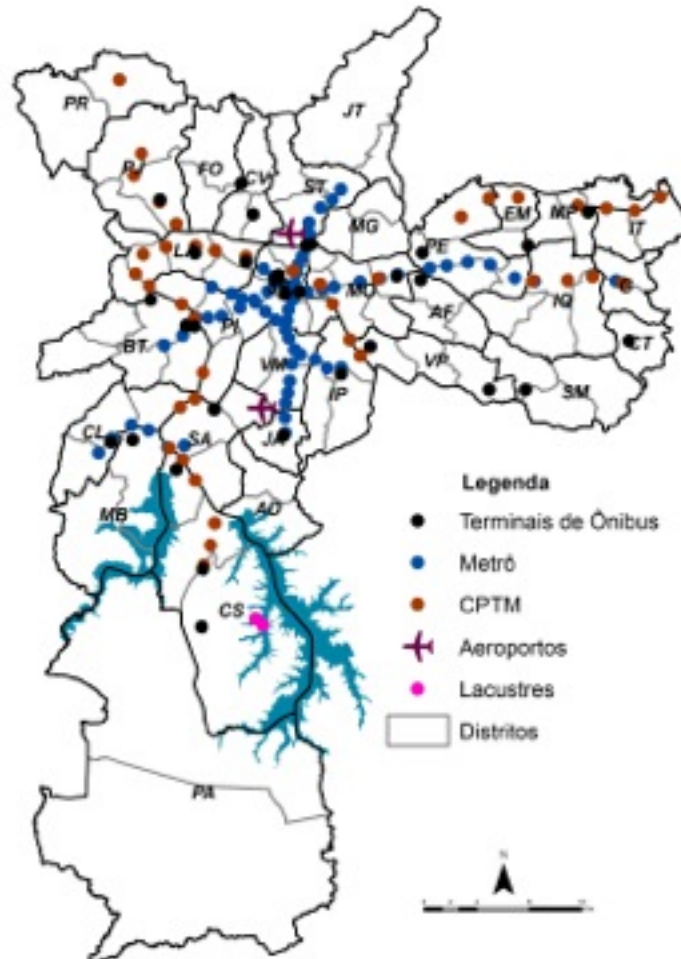 PR
JT
PJ
FO
CV
ST
MG
EM
MP
IT
PE
LA
MO
G
AF
IQ
PI
BT
VM
IP
VP
CT
SM
CL
SA
JA
MB
AD
CS
PA
Legenda
Terminais de Ônibus
Metrô
CPTM
Aeroportos
Lacustres
Distritos
N